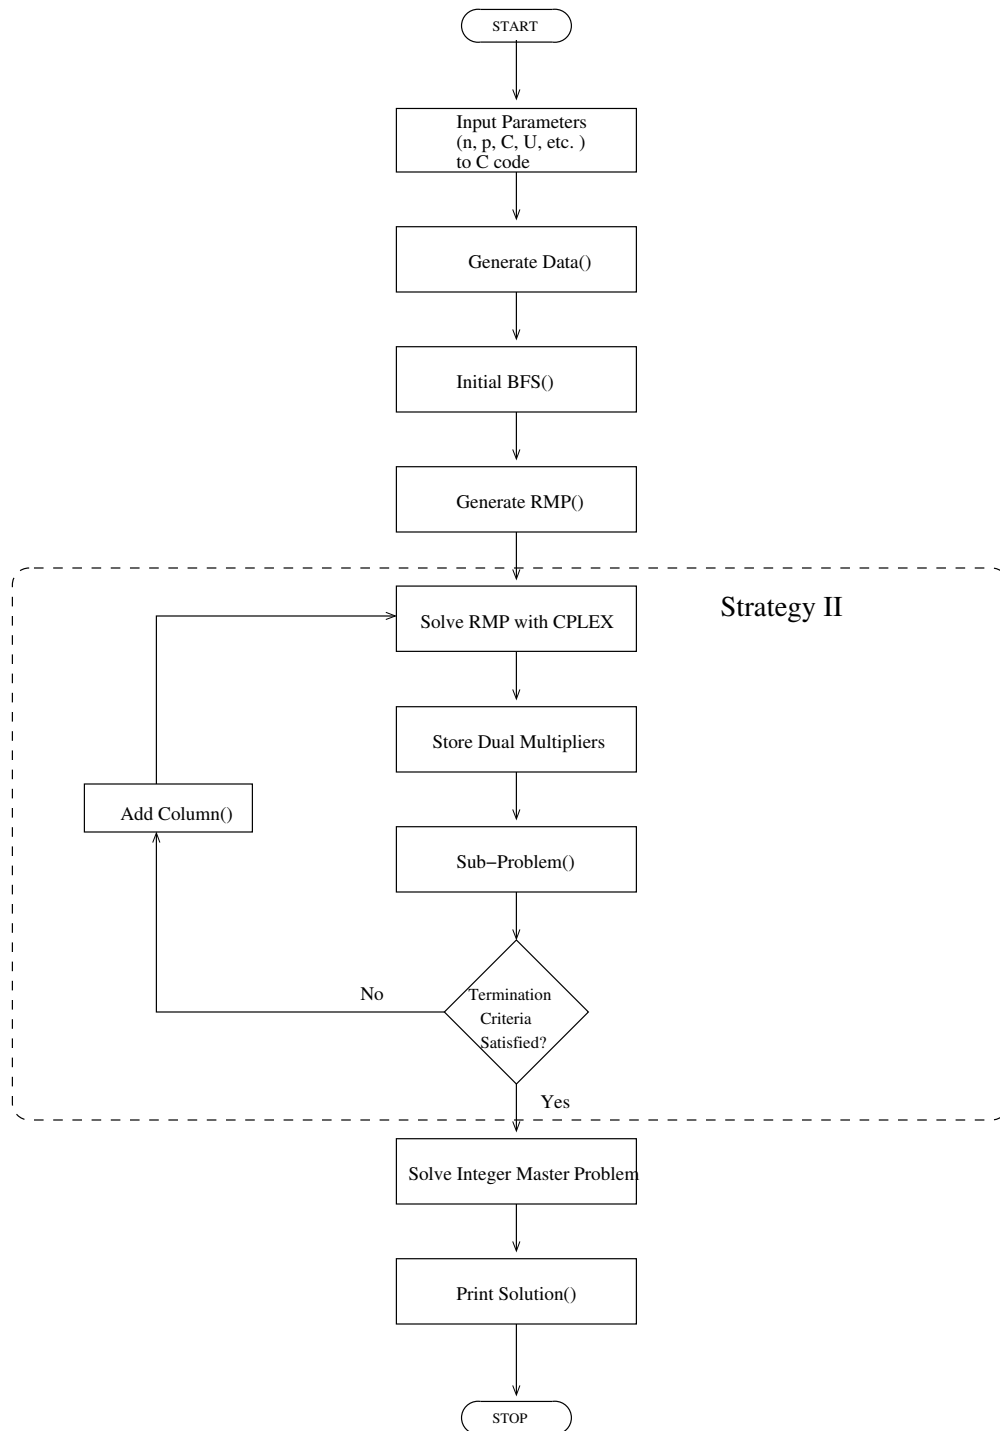 START
Input Parameters
(n, p, C, U, etc. )
to C code
Generate Data()
Initial BFS()
Generate RMP()
Strategy II
Solve RMP with CPLEX
Store Dual Multipliers
Add Column()
Sub−Problem()
No
Termination
Criteria
Satisfied?
Yes
Solve Integer Master Problem
Print Solution()
STOP